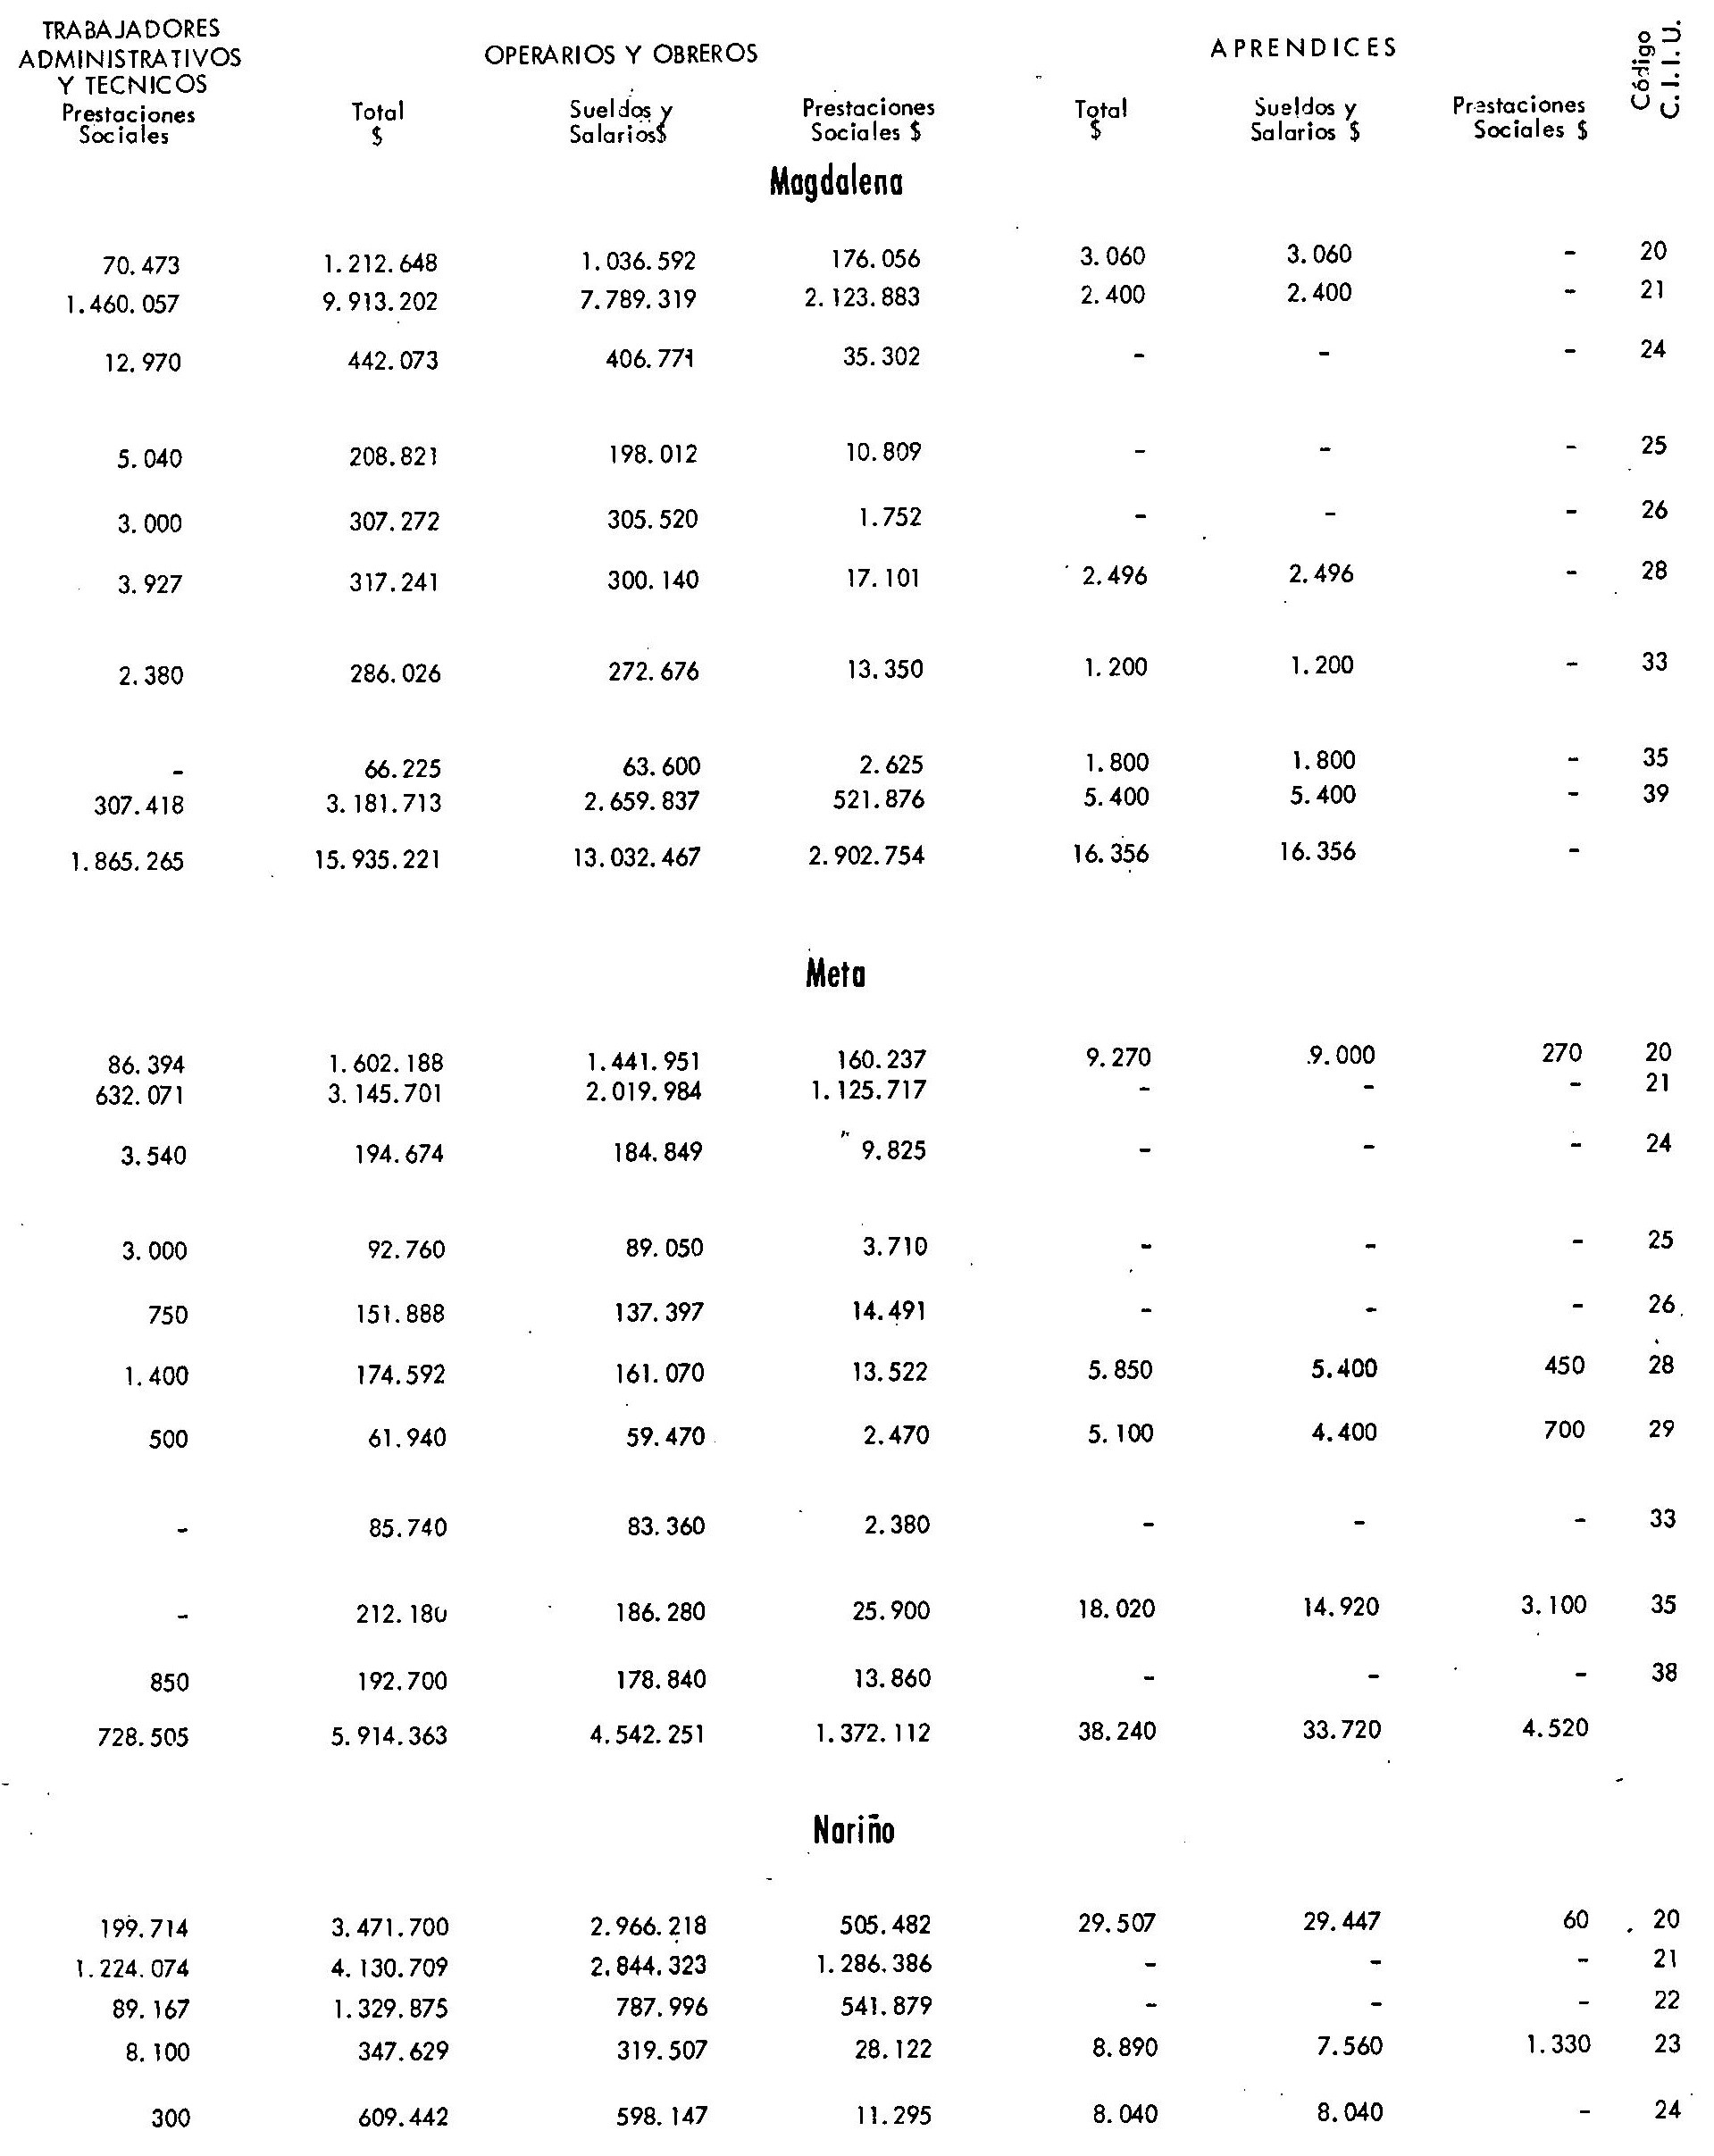 TRABAJADORES
ADMINISTRATIVOS OPERARIOS Y OBREROS APRENDICES Código
Y TECNICOS C.I.I.U.
Prestaciones Total Sueldos y Prestaciones Total Sueldos y Prestaciones
Sociales $ Salarios$ Sociales $ $ Salarios $ Sociales $
Magdalena
70.473 1.212.648 1.036.592 176.056 3.060 3.060 - 20
1.460.057 9.913.202 7.789.319 2.123.883 2.400 2.400 - 21
12.970 442.073 406.771 35.302 - - - 24
5.040 208.821 198.012 10.809 - - - 25
3.000 307.272 305.520 1.752 - - - 26
3.927 317.241 300.140 17.101 2.496 2.496 - 28
2.380 286.026 272.676 13.350 1.200 1.200 - 33
- 66.225 63.600 2.625 1.800 1.800 - 35
307.418 3.181.713 2.659.837 521.876 5.400 5.400 - 39
1.865.265 15.935.221 13.032.467 2.902.754 16.356 16.356 -
Meta
86.394 1.602.188 1.441.951 160.237 9.270 9.000 270 20
632.071 3.145.701 2.019.984 1.125.717 - - - 21
3.540 194.674 184.849 9.825 - - - 24
3.000 92.760 89.050 3.710 - - - 25
750 151.888 137.397 14.491 - - - 26
1.400 174.592 161.070 13.522 5.850 5.400 450 28
500 61.940 59.470 2.470 5.100 4.400 700 29
- 85.740 83.360 2.380 - - - 33
- 212.180 186.280 25.900 18.020 14.920 3.100 35
850 192.700 178.840 13.860 - - - 38
728.505 5.914.363 4.542.251 1.372.112 38.240 33.720 4.520
Nariño
199.714 3.471.700 2.966.218 505.482 29.507 29.447 60 20
1.224.074 4.130.709 2.844.323 1.286.386 - - - 21
89.167 1.329.875 787.996 541.879 - - - 22
8.100 347.629 319.507 28.122 8.890 7.560 1.330 23
300 609.442 598.147 11.295 8.040 8.040 - 24